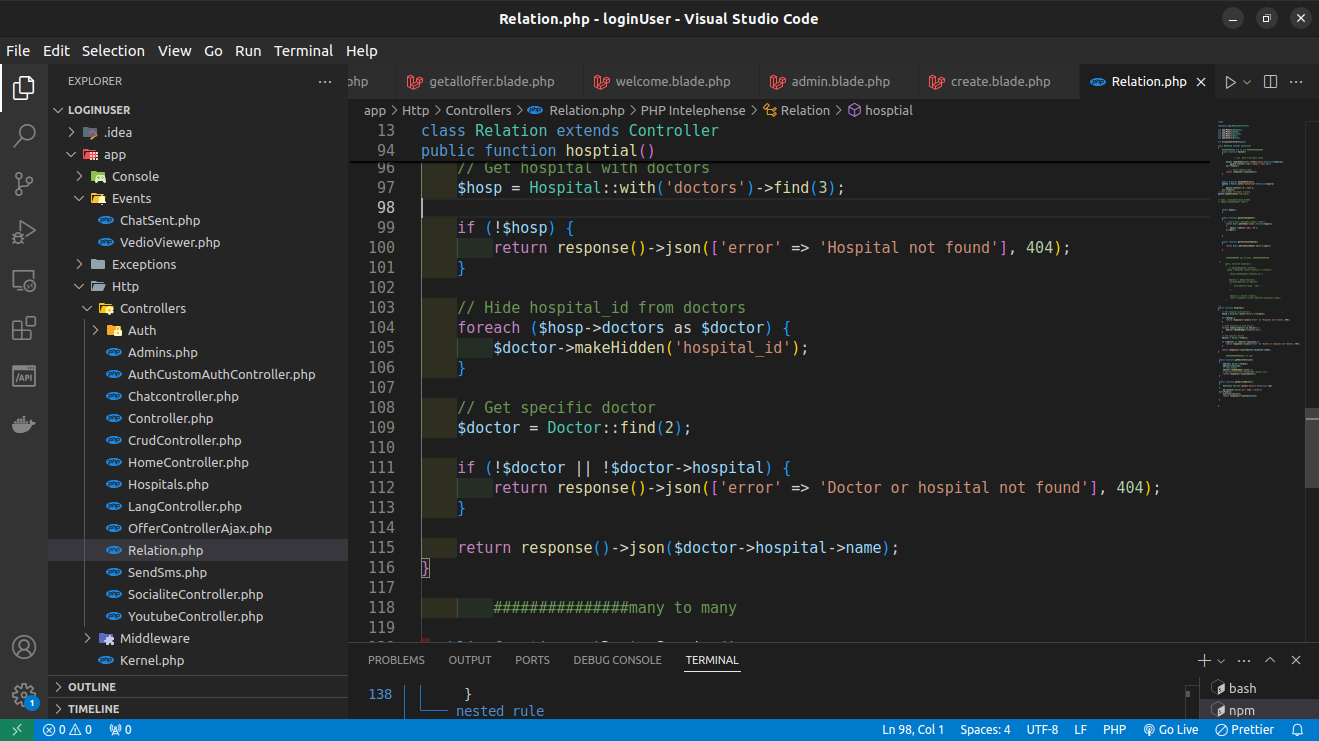 Relation.php - loginUser - Visual Studio Code
File Edit Selection View Go Run Terminal Help
EXPLORER
LOGINUSER
.idea
app
Console
Events
ChatSent.php
VedioViewer.php
Exceptions
Http
Controllers
Auth
Admins.php
AuthCustomAuthController.php
Chatcontroller.php
Controller.php
CrudController.php
HomeController.php
Hospitals.php
LangController.php
OfferControllerAjax.php
Relation.php
SendSms.php
SocialiteController.php
YoutubeController.php
Middleware
Kernel.php
OUTLINE
TIMELINE
php getalloffer.blade.php welcome.blade.php admin.blade.php create.blade.php Relation.php
app > Http > Controllers > Relation.php > PHP Intelephense > Relation > hosptial
13 class Relation extends Controller
94 public function hosptial()
96 // Get hospital with doctors
97 $hosp = Hospital::with('doctors')->find(3);
98
99 if (!$hosp) {
100 return response()->json(['error' => 'Hospital not found'], 404);
101 }
102
103 // Hide hospital_id from doctors
104 foreach ($hosp->doctors as $doctor) {
105 $doctor->makeHidden('hospital_id');
106 }
107
108 // Get specific doctor
109 $doctor = Doctor::find(2);
110
111 if (!$doctor || !$doctor->hospital) {
112 return response()->json(['error' => 'Doctor or hospital not found'], 404);
113 }
114
115 return response()->json($doctor->hospital->name);
116 }
117
118 ###############many to many
119
PROBLEMS OUTPUT PORTS DEBUG CONSOLE TERMINAL
138 }
nested rule
bash
npm
1
0 0 0 Ln 98, Col 1 Spaces: 4 UTF-8 LF PHP Go Live Prettier